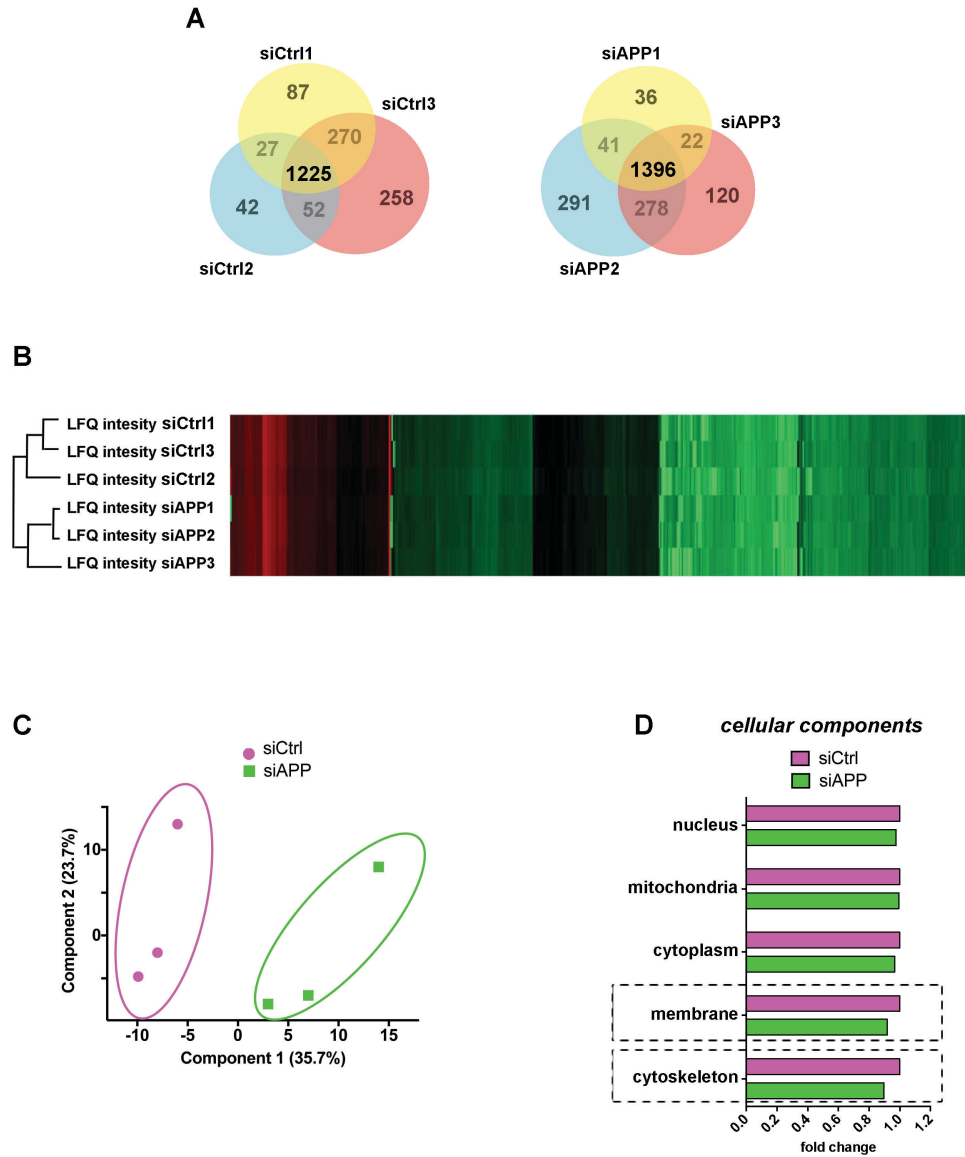 A
siCtrl1
siCtrl3
siCtrl2
87
27
270
1225
42
52
258
siAPP1
siAPP3
siAPP2
36
41
22
1396
291
278
120
B
LFQ intesity siCtrl1
LFQ intesity siCtrl3
LFQ intesity siCtrl2
LFQ intesity siAPP1
LFQ intesity siAPP2
LFQ intesity siAPP3
C
siCtrl
siAPP
Component 2 (23.7%)
10
0
-10 -5 0 5 10 15
Component 1 (35.7%)
D
cellular components
siCtrl
siAPP
nucleus
mitochondria
cytoplasm
membrane
cytoskeleton
0.0 0.2 0.4 0.6 0.8 1.0 1.2
fold change